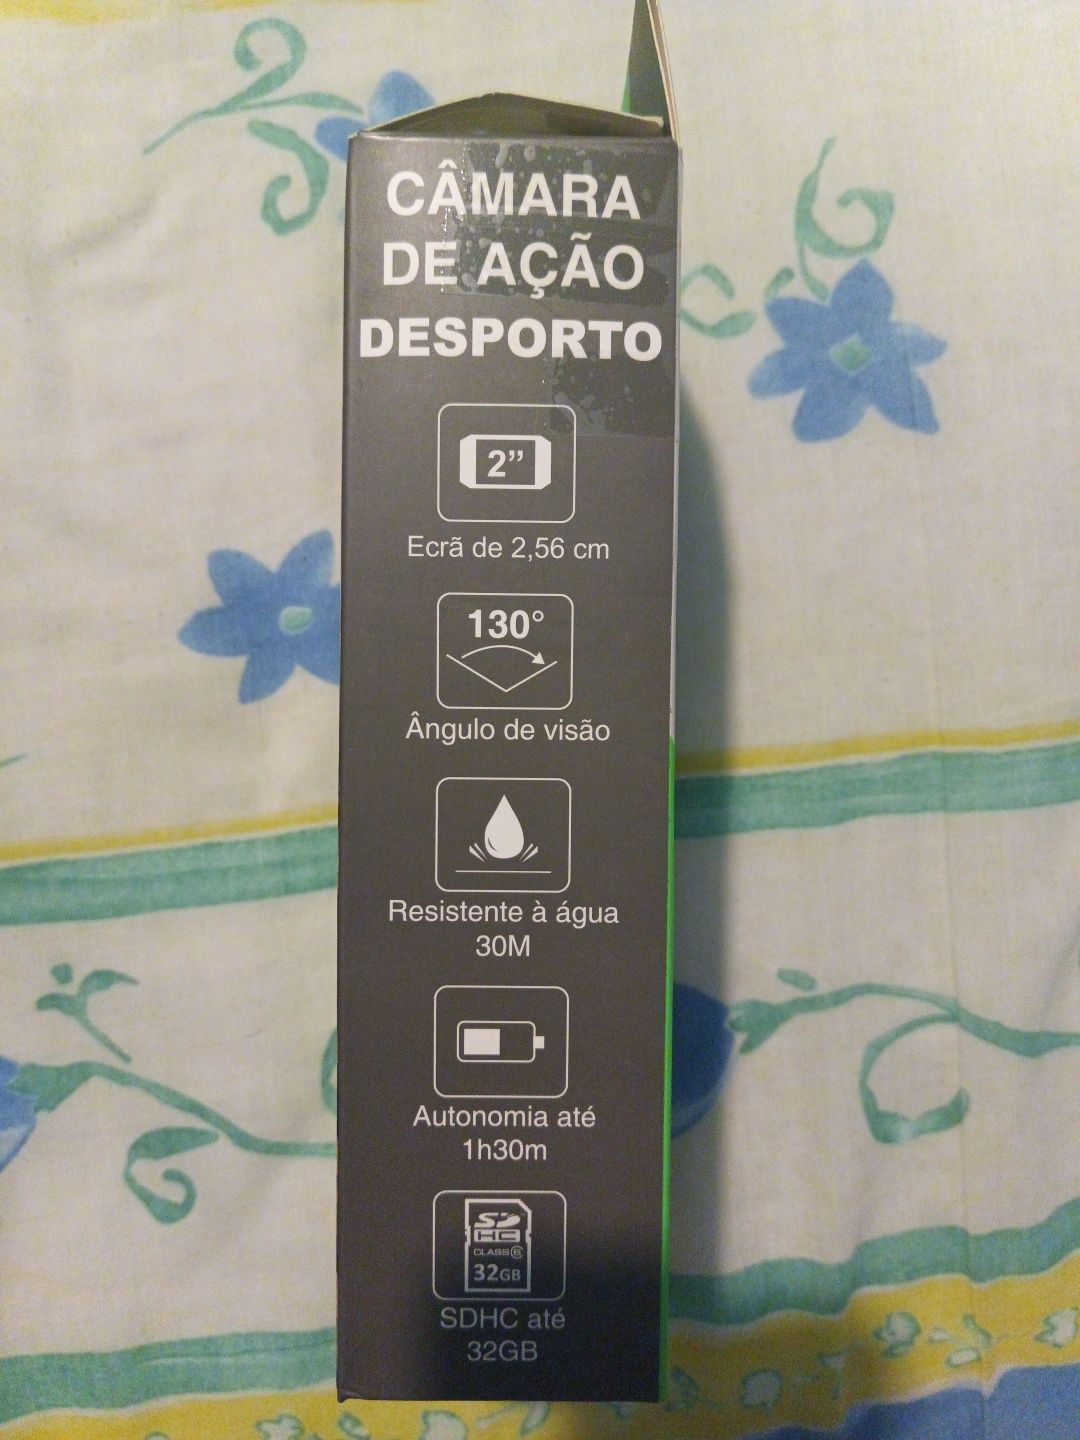 CÂMARA
DE AÇÃO
DESPORTO
2”
Ecrã de 2,56 cm
130°
Ângulo de visão
Resistente à água
30M
Autonomia até
1h30m
SD
HC
CLASS 6
32GB
SDHC até
32GB